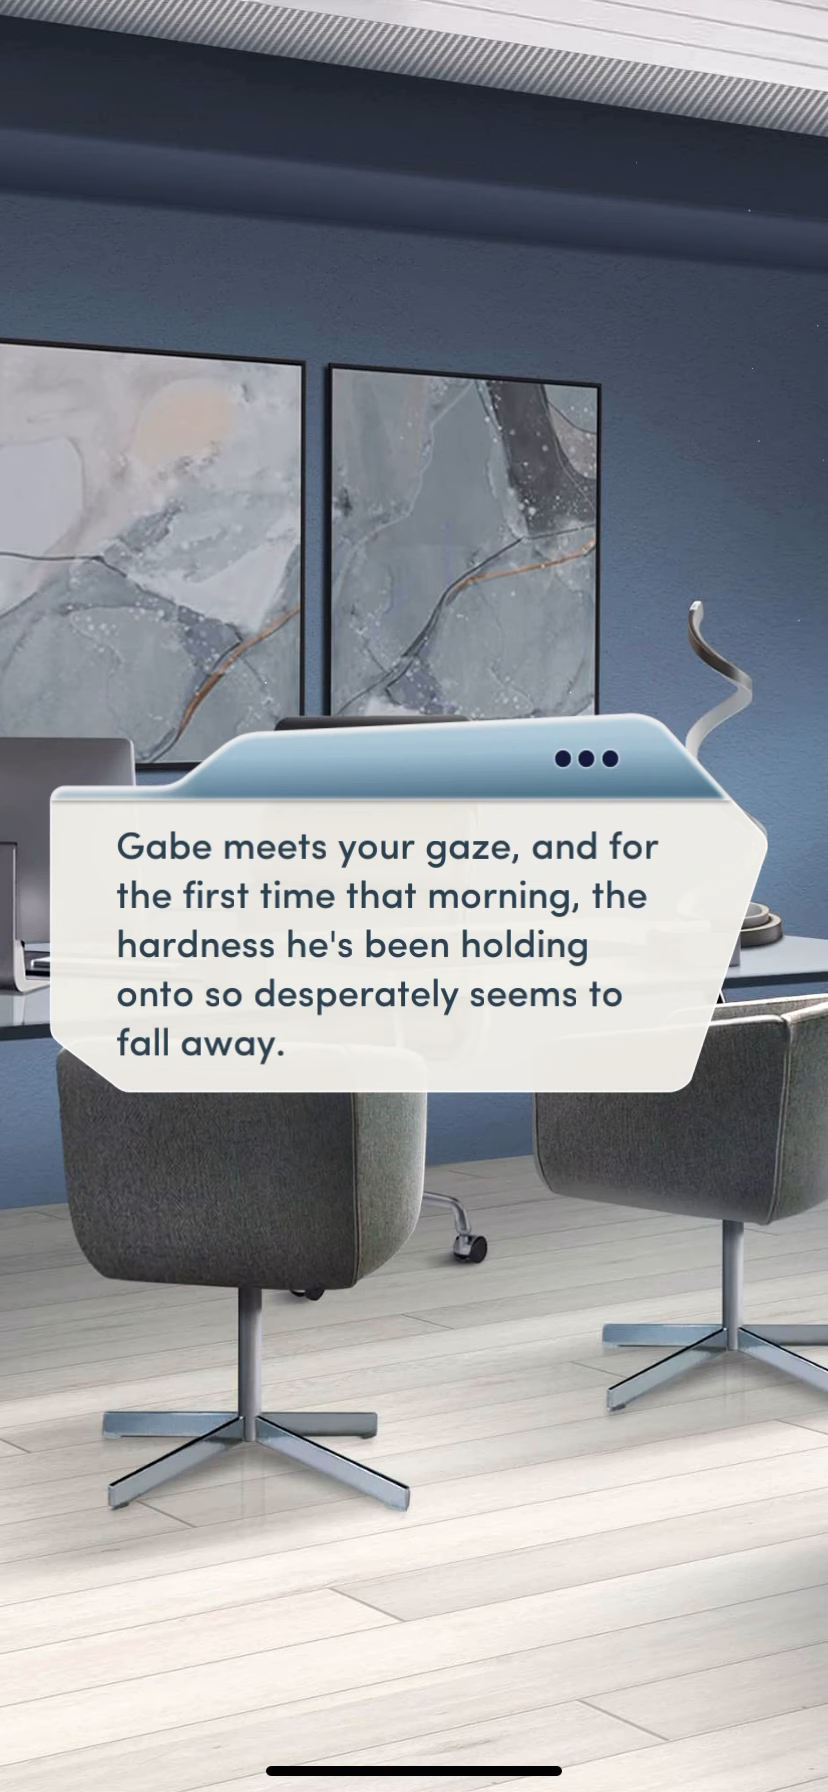 Gabe meets your gaze, and for
the first time that morning, the
hardness he's been holding
onto so desperately seems to
fall away.